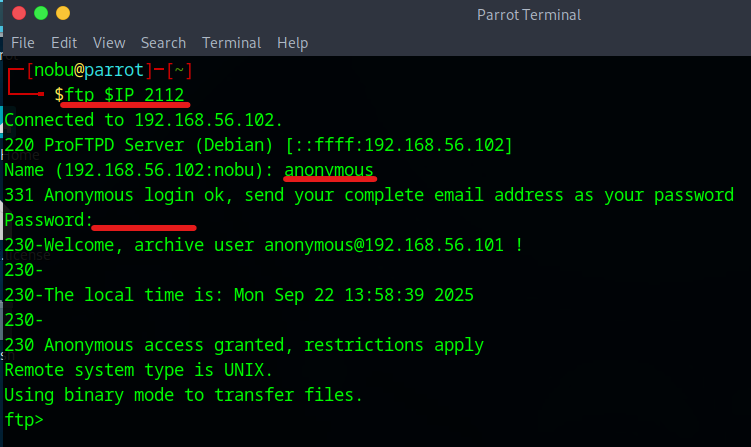 Parrot Terminal
File Edit View Search Terminal Help
┌─[nobu@parrot]─[~]
└──╼ $ftp $IP 2112
Connected to 192.168.56.102.
220 ProFTPD Server (Debian) [::ffff:192.168.56.102]
Name (192.168.56.102:nobu): anonymous
331 Anonymous login ok, send your complete email address as your password
Password:
230-Welcome, archive user anonymous@192.168.56.101 !
230-
230-The local time is: Mon Sep 22 13:58:39 2025
230-
230 Anonymous access granted, restrictions apply
Remote system type is UNIX.
Using binary mode to transfer files.
ftp>